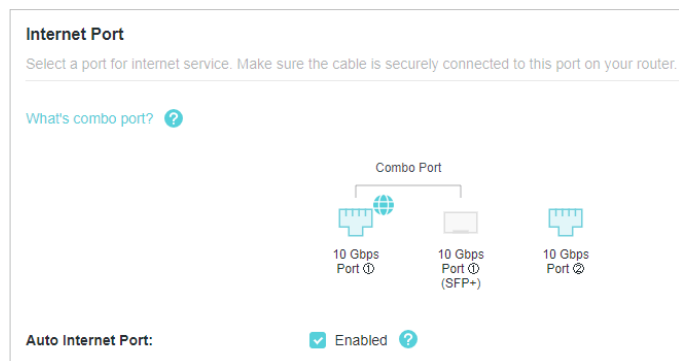 Internet Port
Select a port for internet service. Make sure the cable is securely connected to this port on your router.
What's combo port? ?
Combo Port
10 Gbps 10 Gbps 10 Gbps
Port ① Port ① Port ②
(SFP+)
Auto Internet Port: Enabled ?